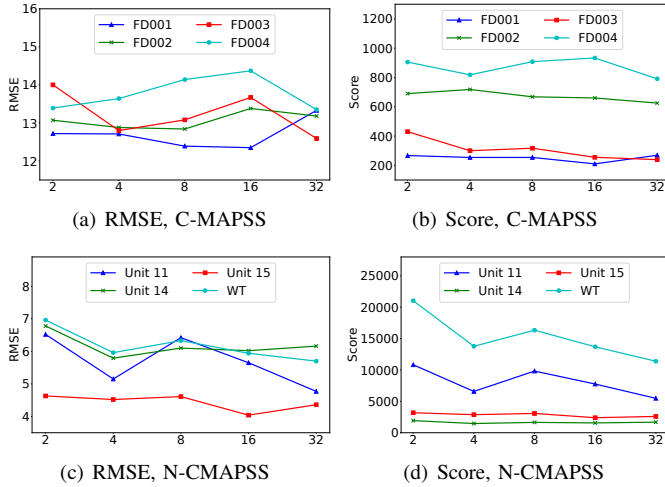 16
15
14
13
12
RMSE
FD001 FD003
FD002 FD004
2 4 8 16 32
(a) RMSE, C-MAPSS
1200
1000
800
600
400
200
Score
FD001 FD003
FD002 FD004
2 4 8 16 32
(b) Score, C-MAPSS
8
7
6
5
4
RMSE
Unit 11 Unit 15
Unit 14 WT
2 4 8 16 32
(c) RMSE, N-CMAPSS
25000
20000
15000
10000
5000
0
Score
Unit 11 Unit 15
Unit 14 WT
2 4 8 16 32
(d) Score, N-CMAPSS